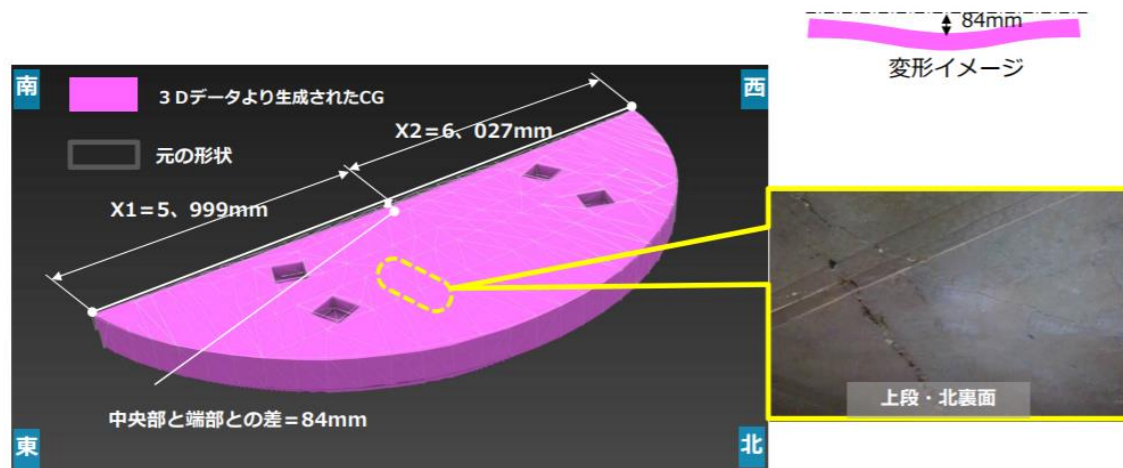 84mm
変形イメージ
南
西
3Dデータより生成されたCG
元の形状
X2=6、027mm
X1=5、999mm
中央部と端部との差=84mm
上段・北裏面
東
北